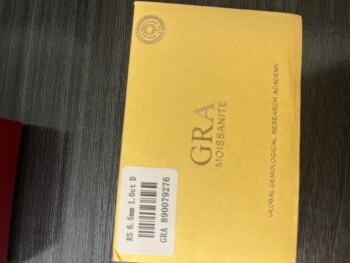 GRA
MOISSANITE
GLOBAL GEMOLOGICAL RESEARCH ACADEMY
RS 6.5mm 1.0ct D
GRA 890079276